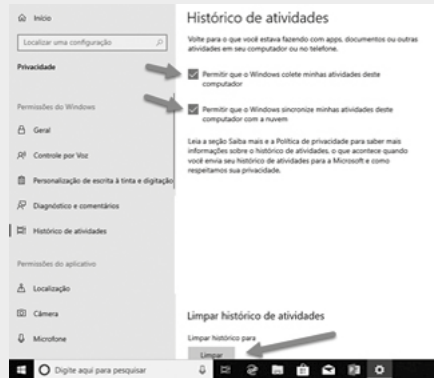 Início
Localizar uma configuração
Privacidade
Permissões do Windows
Geral
Controle por Voz
Personalização de escrita à tinta e digitação
Diagnóstico e comentários
Histórico de atividades
Permissões do aplicativo
Localização
Câmera
Microfone
Histórico de atividades
Volte para o que você estava fazendo com apps, documentos ou outras
atividades em seu computador ou no telefone.
Permitir que o Windows colete minhas atividades deste
computador
Permitir que o Windows sincronize minhas atividades deste
computador com a nuvem
Leia a seção Saiba mais e a Política de privacidade para saber mais
informações sobre o histórico de atividades, o que acontece quando
você envia seu histórico de atividades para a Microsoft e como
respeitamos sua privacidade.
Limpar histórico de atividades
Limpar histórico para
Limpar
Digite aqui para pesquisar